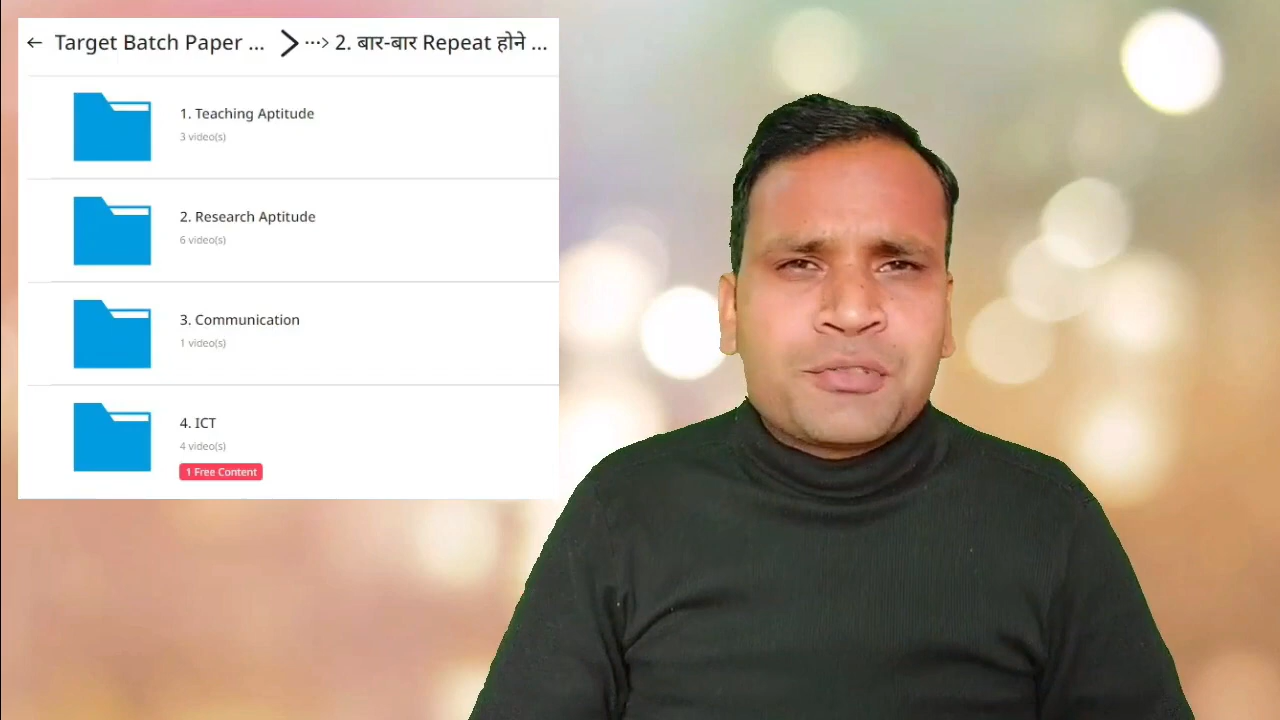 ← Target Batch Paper ... > ···> 2. बार-बार Repeat होने ...
1. Teaching Aptitude
3 video(s)
2. Research Aptitude
6 video(s)
3. Communication
1 video(s)
4. ICT
4 video(s)
1 Free Content